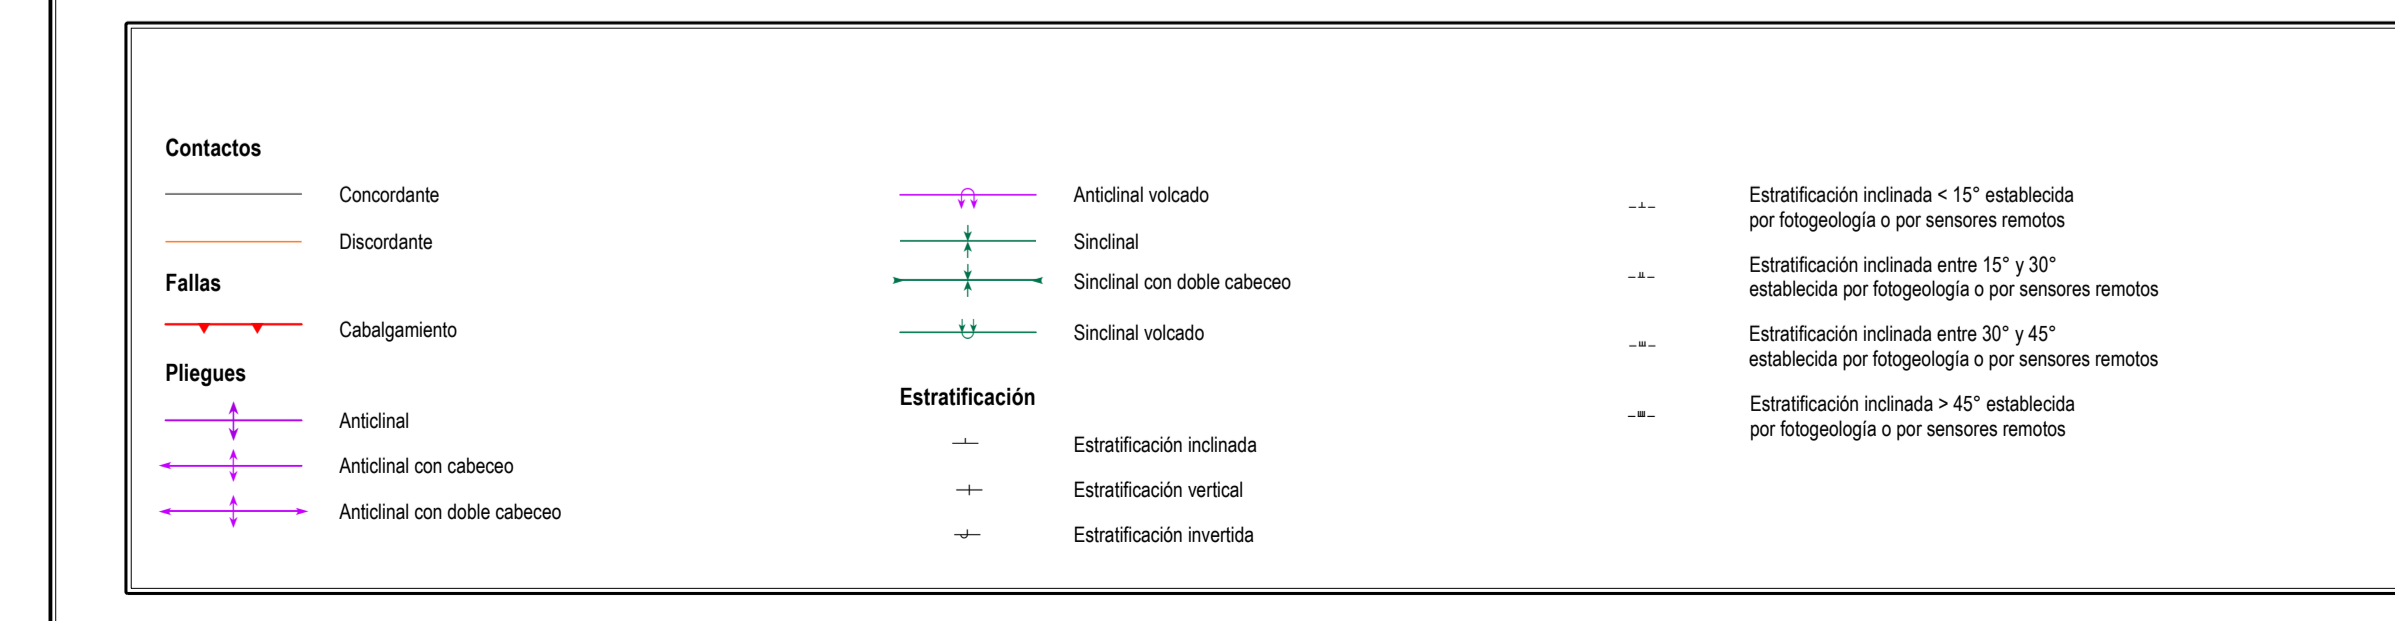 Contactos
Concordante
Discordante
Fallas
Cabalgamiento
Pliegues
Anticlinal
Anticlinal con cabeceo
Anticlinal con doble cabeceo
Anticlinal volcado
Sinclinal
Sinclinal con doble cabeceo
Sinclinal volcado
Estratificación
Estratificación inclinada
Estratificación vertical
Estratificación invertida
Estratificación inclinada < 15° establecida
por fotogeología o por sensores remotos
Estratificación inclinada entre 15° y 30°
establecida por fotogeología o por sensores remotos
Estratificación inclinada entre 30° y 45°
establecida por fotogeología o por sensores remotos
Estratificación inclinada > 45° establecida
por fotogeología o por sensores remotos